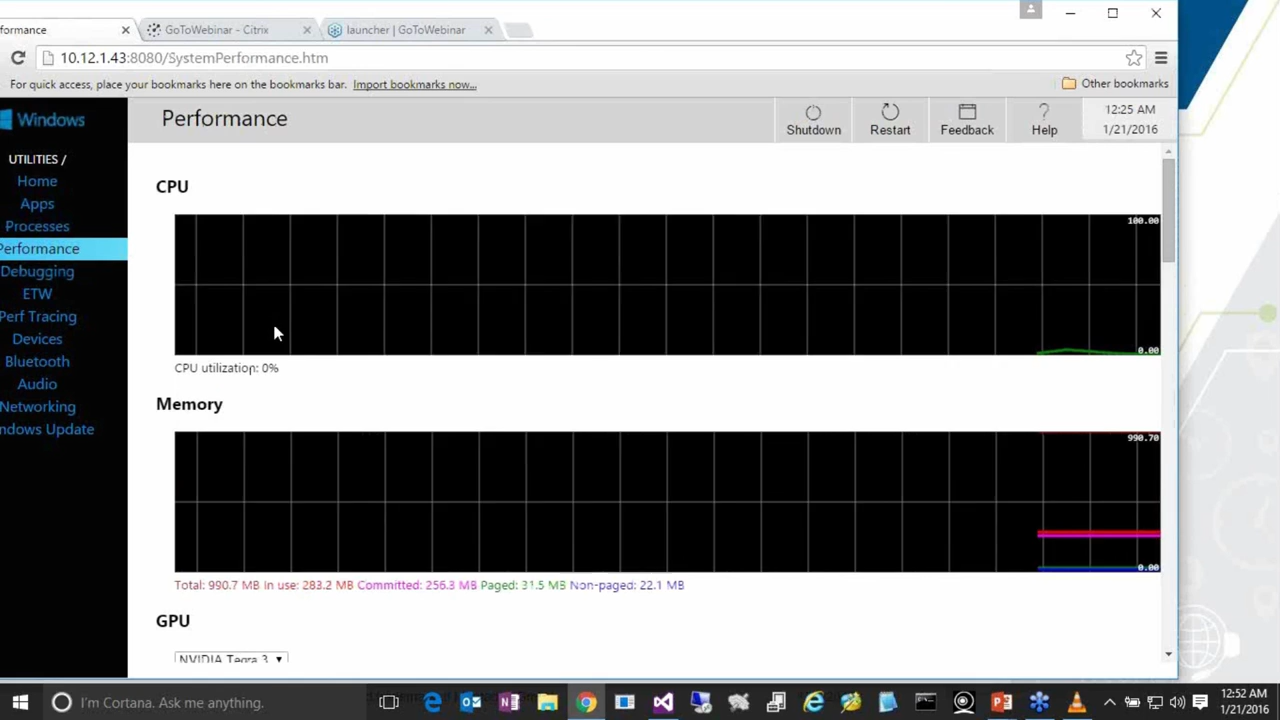 formance
GoToWebinar - Citrix
launcher | GoToWebinar
10.12.1.43:8080/SystemPerformance.htm
For quick access, place your bookmarks here on the bookmarks bar. Import bookmarks now...
Other bookmarks
Windows
Performance
Shutdown
Restart
Feedback
Help
12:25 AM
1/21/2016
UTILITIES /
Home
Apps
Processes
Performance
Debugging
ETW
Perf Tracing
Devices
Bluetooth
Audio
Networking
ndows Update
CPU
100.00
0.00
CPU utilization: 0%
Memory
990.70
0.00
Total: 990.7 MB In use: 283.2 MB Committed: 256.3 MB Paged: 31.5 MB Non-paged: 22.1 MB
GPU
NVIDIA Tegra 3
I'm Cortana. Ask me anything.
12:52 AM
1/21/2016